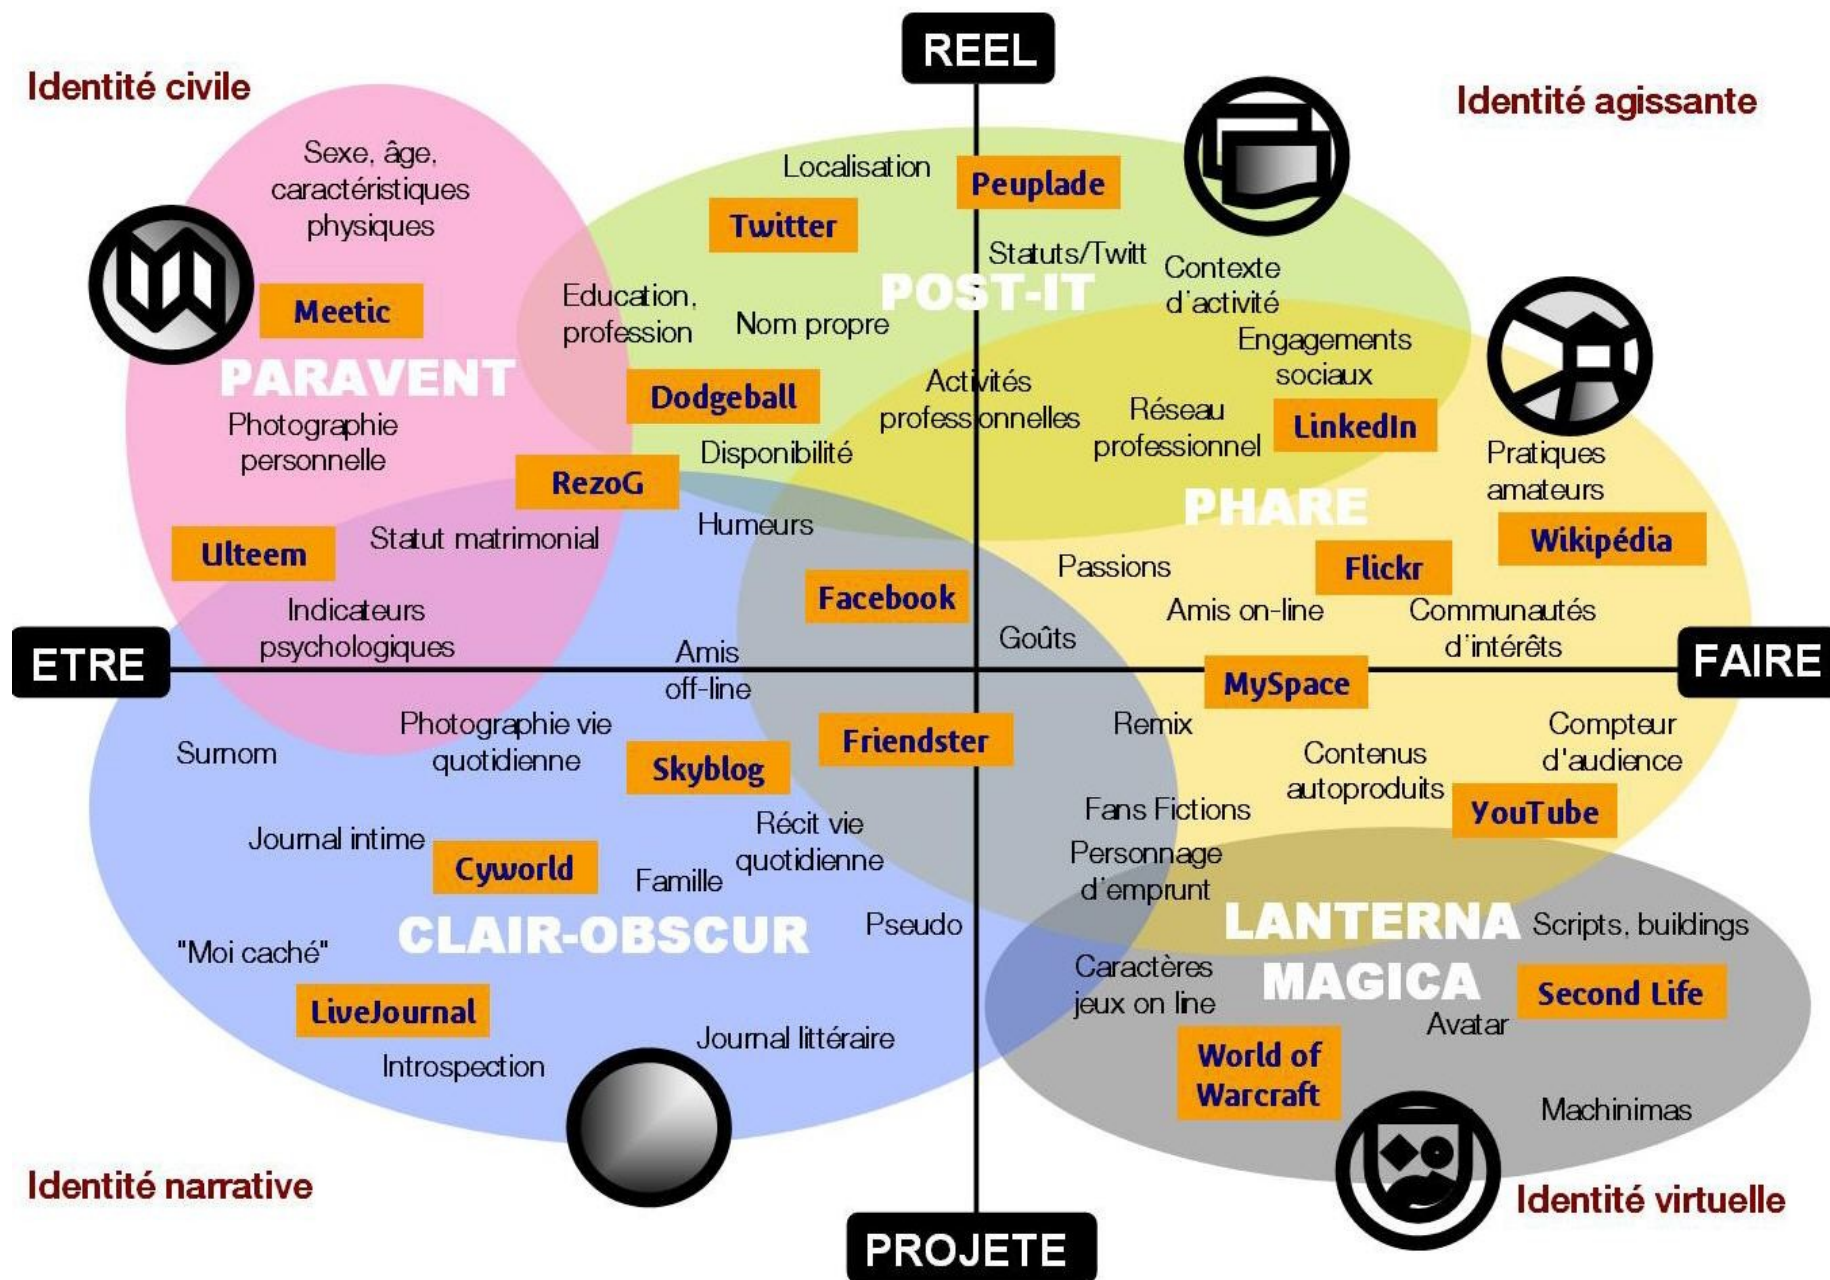 REEL
Identité civile
Identité agissante
Sexe, âge,
caractéristiques
physiques
Localisation
Peuplade
Twitter
Statuts/Twitt
Contexte
d'activité
POST-IT
Meetic
Education,
profession
Nom propre
Engagements
sociaux
PARAVENT
Dodgeball
Activités
professionnelles
Réseau
professionnel
LinkedIn
Photographie
personnelle
Disponibilité
Pratiques
amateurs
RezoG
PHARE
Humeurs
Ulteem
Statut matrimonial
Wikipédia
Passions
Flickr
Facebook
Indicateurs
psychologiques
Amis on-line
Communautés
d'intérêts
Goûts
ETRE
Amis
off-line
FAIRE
MySpace
Photographie vie
quotidienne
Surnom
Skyblog
Friendster
Remix
Contenus
autoproduits
Compteur
d'audience
YouTube
Fans Fictions
Journal intime
Récit vie
quotidienne
Cyworld
Famille
Personnage
d'emprunt
CLAIR-OBSCUR
Pseudo
LANTERNA
MAGICA
Scripts, buildings
"Moi caché"
Caractères
jeux on line
Second Life
LiveJournal
Avatar
Journal littéraire
Introspection
World of
Warcraft
Machinimas
Identité narrative
Identité virtuelle
PROJETE